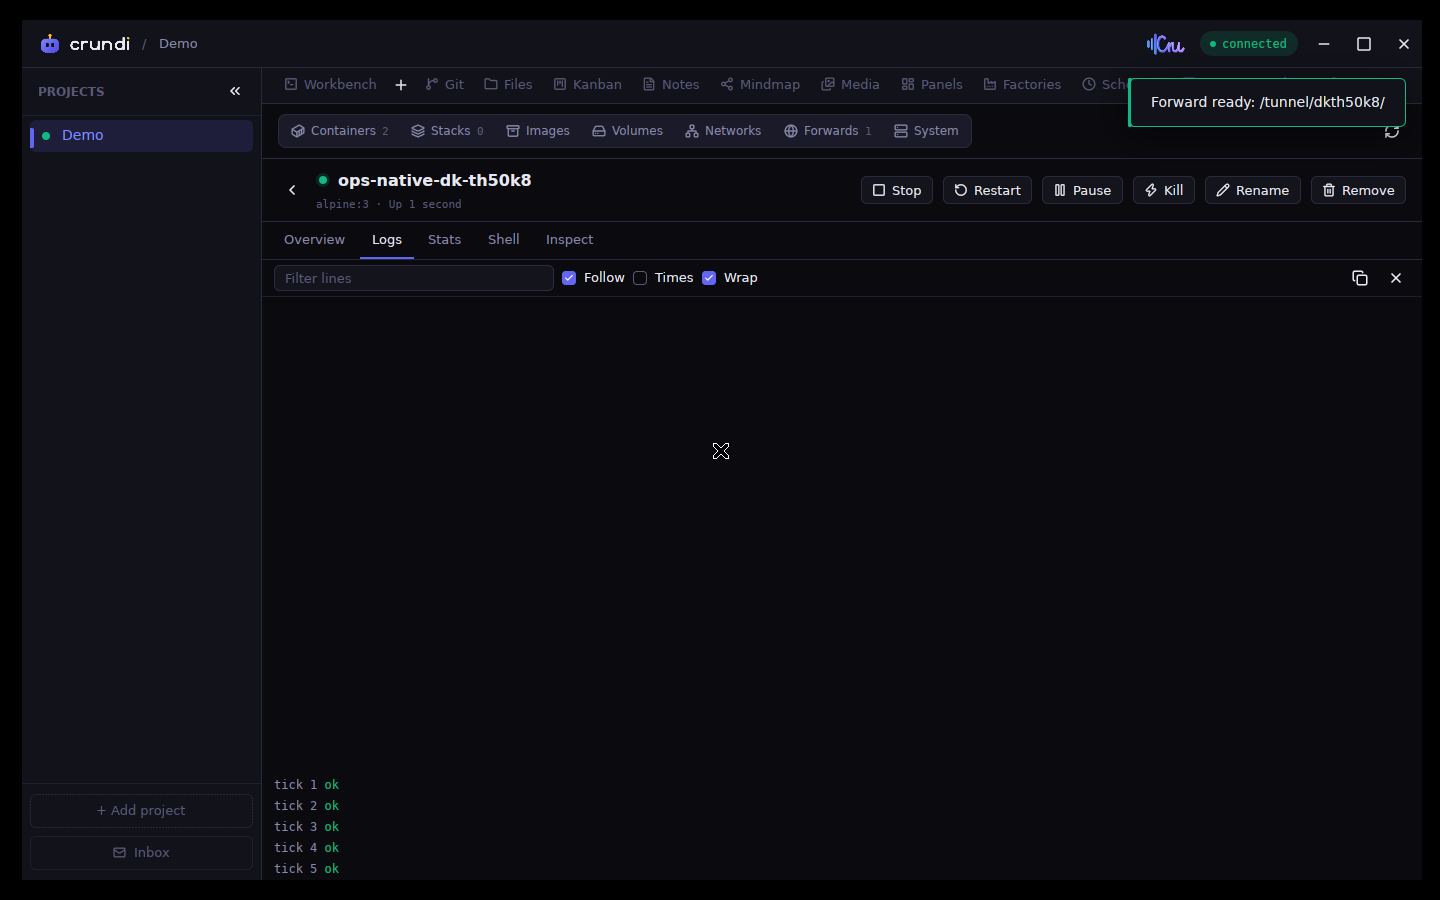 crundi / Demo
Cru
connected
PROJECTS
Workbench
Git
Files
Kanban
Notes
Mindmap
Media
Panels
Factories
Forward ready: /tunnel/dkth50k8/
Demo
Containers 2
Stacks 0
Images
Volumes
Networks
Forwards 1
System
ops-native-dk-th50k8
alpine:3 · Up 1 second
Stop
Restart
Pause
Kill
Rename
Remove
Overview
Logs
Stats
Shell
Inspect
Filter lines
Follow
Times
Wrap
tick 1 ok
tick 2 ok
tick 3 ok
tick 4 ok
tick 5 ok
+ Add project
Inbox